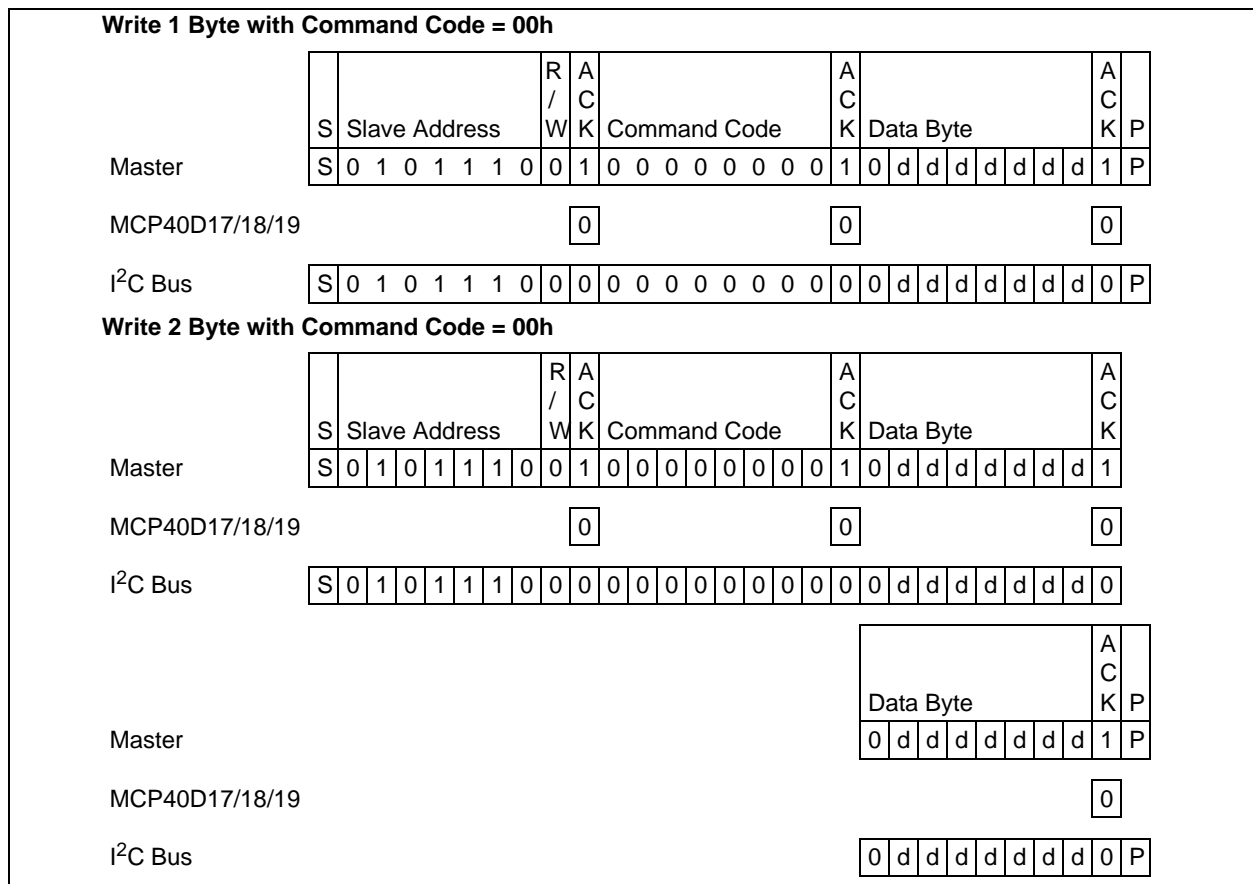 Write 1 Byte with Command Code = 00h
S Slave Address R/W ACK Command Code ACK Data Byte ACK P
Master S 0 1 0 1 1 1 0 0 1 0 0 0 0 0 0 0 0 1 0 d d d d d d d 1 P
MCP40D17/18/19 0 0 0
I2C Bus S 0 1 0 1 1 1 0 0 0 0 0 0 0 0 0 0 0 0 0 d d d d d d d 0 P
Write 2 Byte with Command Code = 00h
S Slave Address R/W ACK Command Code ACK Data Byte ACK
Master S 0 1 0 1 1 1 0 0 1 0 0 0 0 0 0 0 0 1 0 d d d d d d d 1
MCP40D17/18/19 0 0 0
I2C Bus S 0 1 0 1 1 1 0 0 0 0 0 0 0 0 0 0 0 0 0 d d d d d d d 0
Data Byte ACK P
Master 0 d d d d d d d 1 P
MCP40D17/18/19 0
I2C Bus 0 d d d d d d d 0 P